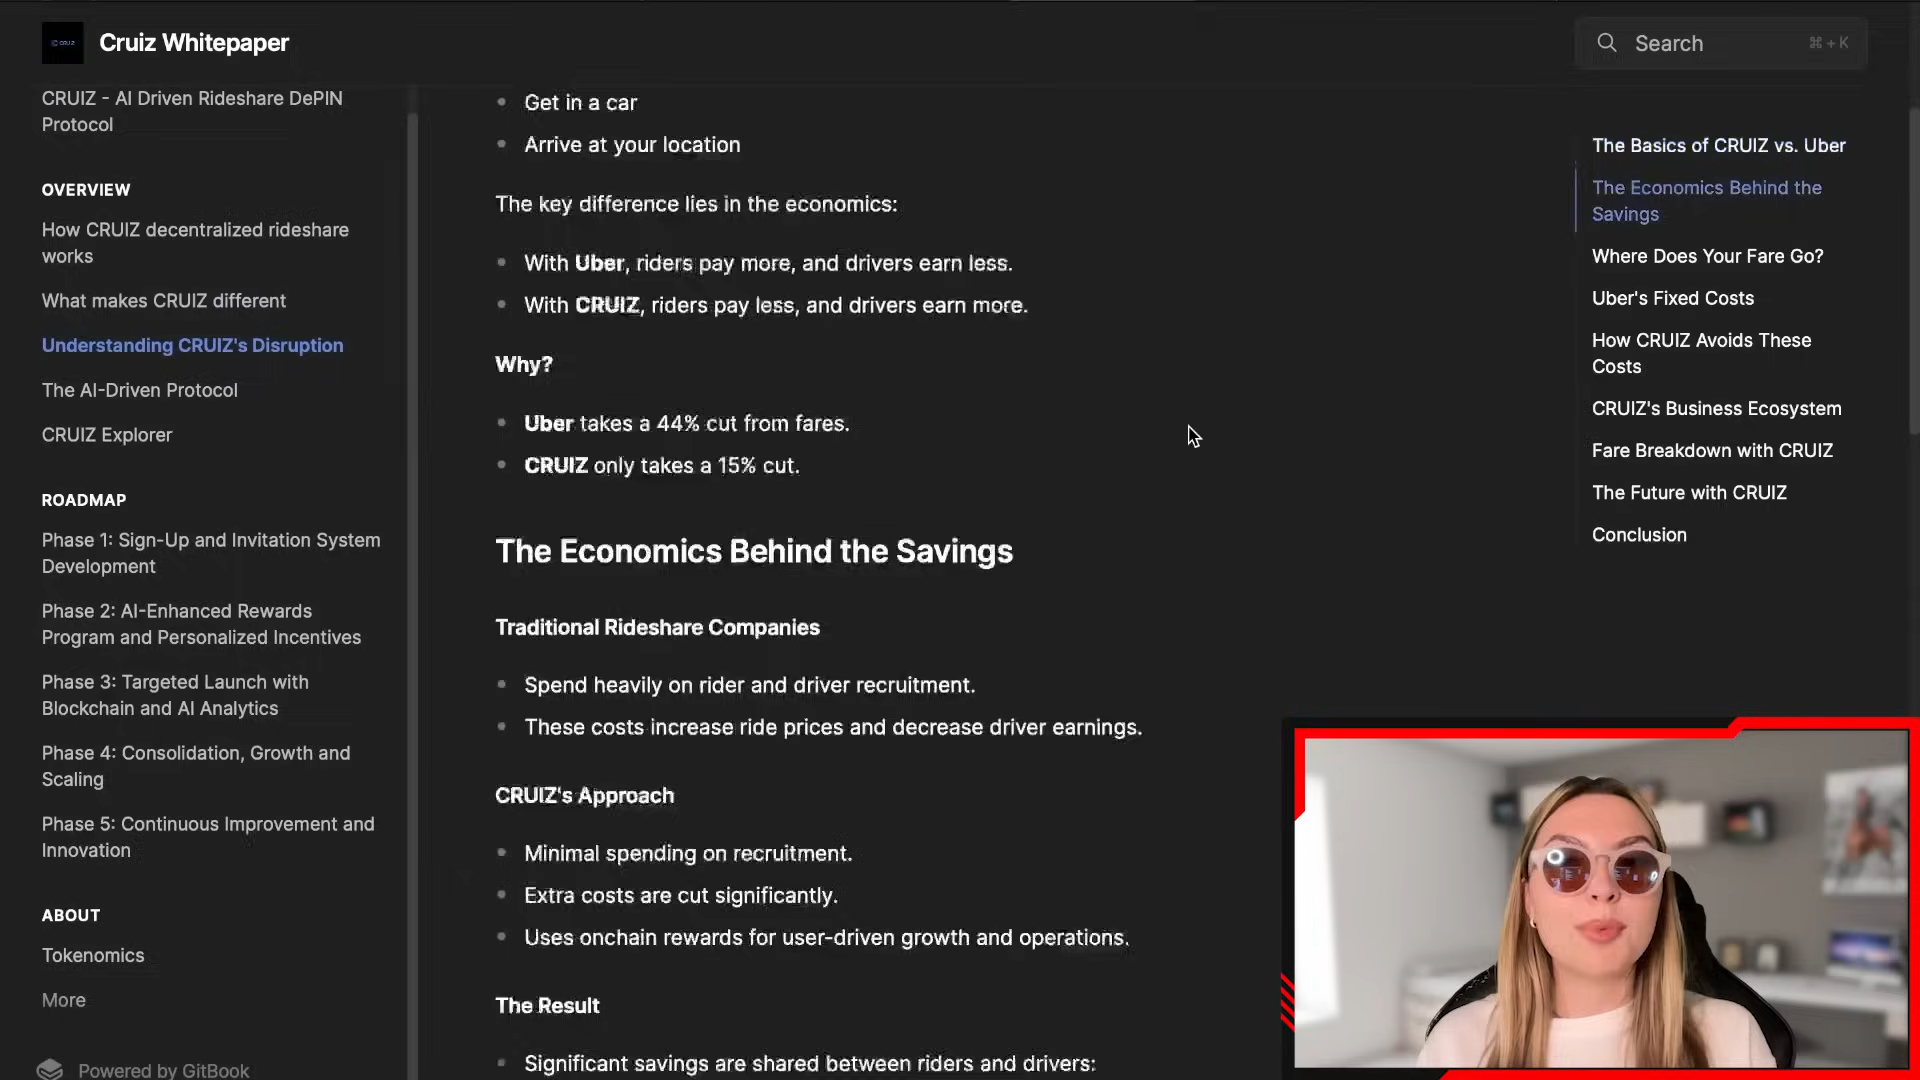 CRUIZ
Cruiz Whitepaper
Search
⌘ + K
CRUIZ - AI Driven Rideshare DePIN
Protocol
OVERVIEW
How CRUIZ decentralized rideshare
works
What makes CRUIZ different
Understanding CRUIZ's Disruption
The AI-Driven Protocol
CRUIZ Explorer
ROADMAP
Phase 1: Sign-Up and Invitation System
Development
Phase 2: AI-Enhanced Rewards
Program and Personalized Incentives
Phase 3: Targeted Launch with
Blockchain and AI Analytics
Phase 4: Consolidation, Growth and
Scaling
Phase 5: Continuous Improvement and
Innovation
ABOUT
Tokenomics
More
Powered by GitBook
Get in a car
Arrive at your location
The key difference lies in the economics:
With Uber, riders pay more, and drivers earn less.
With CRUIZ, riders pay less, and drivers earn more.
Why?
Uber takes a 44% cut from fares.
CRUIZ only takes a 15% cut.
The Economics Behind the Savings
Traditional Rideshare Companies
Spend heavily on rider and driver recruitment.
These costs increase ride prices and decrease driver earnings.
CRUIZ's Approach
Minimal spending on recruitment.
Extra costs are cut significantly.
Uses onchain rewards for user-driven growth and operations.
The Result
Significant savings are shared between riders and drivers:
The Basics of CRUIZ vs. Uber
The Economics Behind the
Savings
Where Does Your Fare Go?
Uber's Fixed Costs
How CRUIZ Avoids These
Costs
CRUIZ's Business Ecosystem
Fare Breakdown with CRUIZ
The Future with CRUIZ
Conclusion